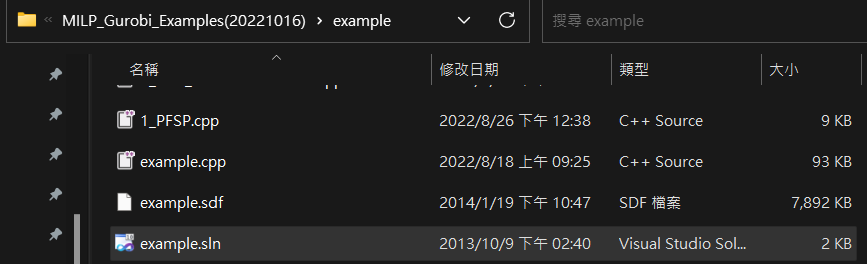 « MILP_Gurobi_Examples(20221016) › example
搜尋 example
名稱 修改日期 類型 大小
1_PFSP.cpp 2022/8/26 下午 12:38 C++ Source 9 KB
example.cpp 2022/8/18 上午 09:25 C++ Source 93 KB
example.sdf 2014/1/19 下午 10:47 SDF 檔案 7,892 KB
example.sln 2013/10/9 下午 02:40 Visual Studio Sol... 2 KB